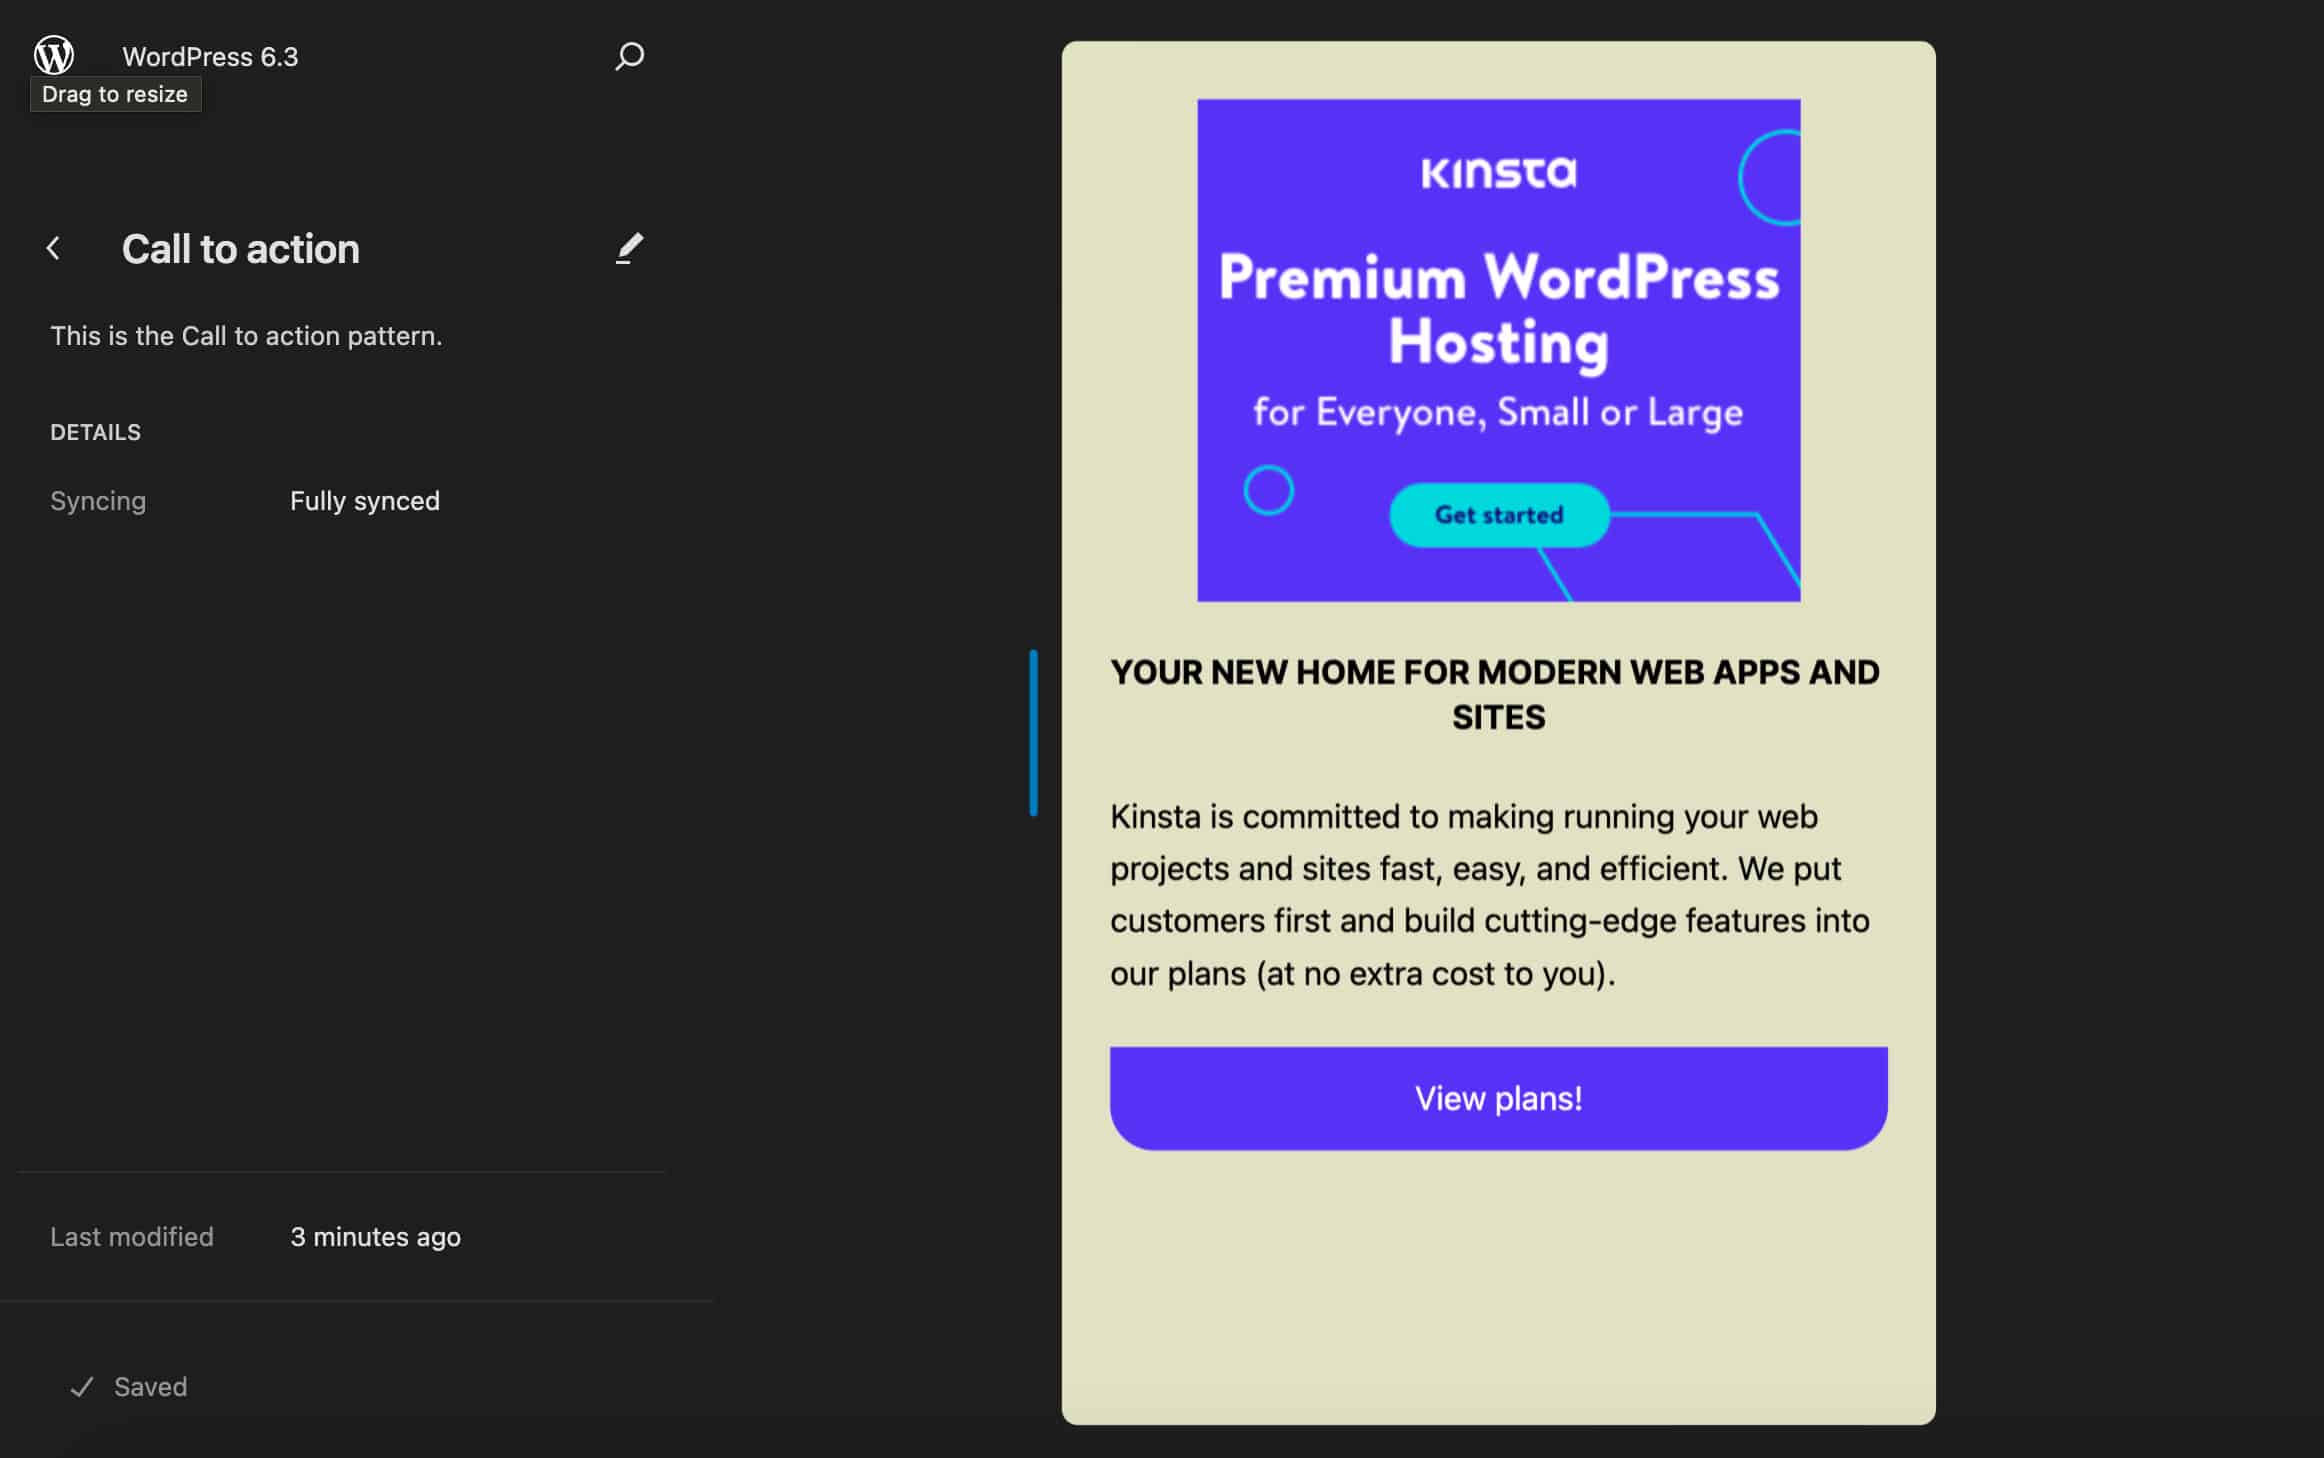 WordPress 6.3
Drag to resize
Call to action
This is the Call to action pattern.
DETAILS
Syncing Fully synced
Last modified 3 minutes ago
Saved
Kinsta
Premium WordPress
Hosting
for Everyone, Small or Large
Get started
YOUR NEW HOME FOR MODERN WEB APPS AND
SITES
Kinsta is committed to making running your web
projects and sites fast, easy, and efficient. We put
customers first and build cutting-edge features into
our plans (at no extra cost to you).
View plans!